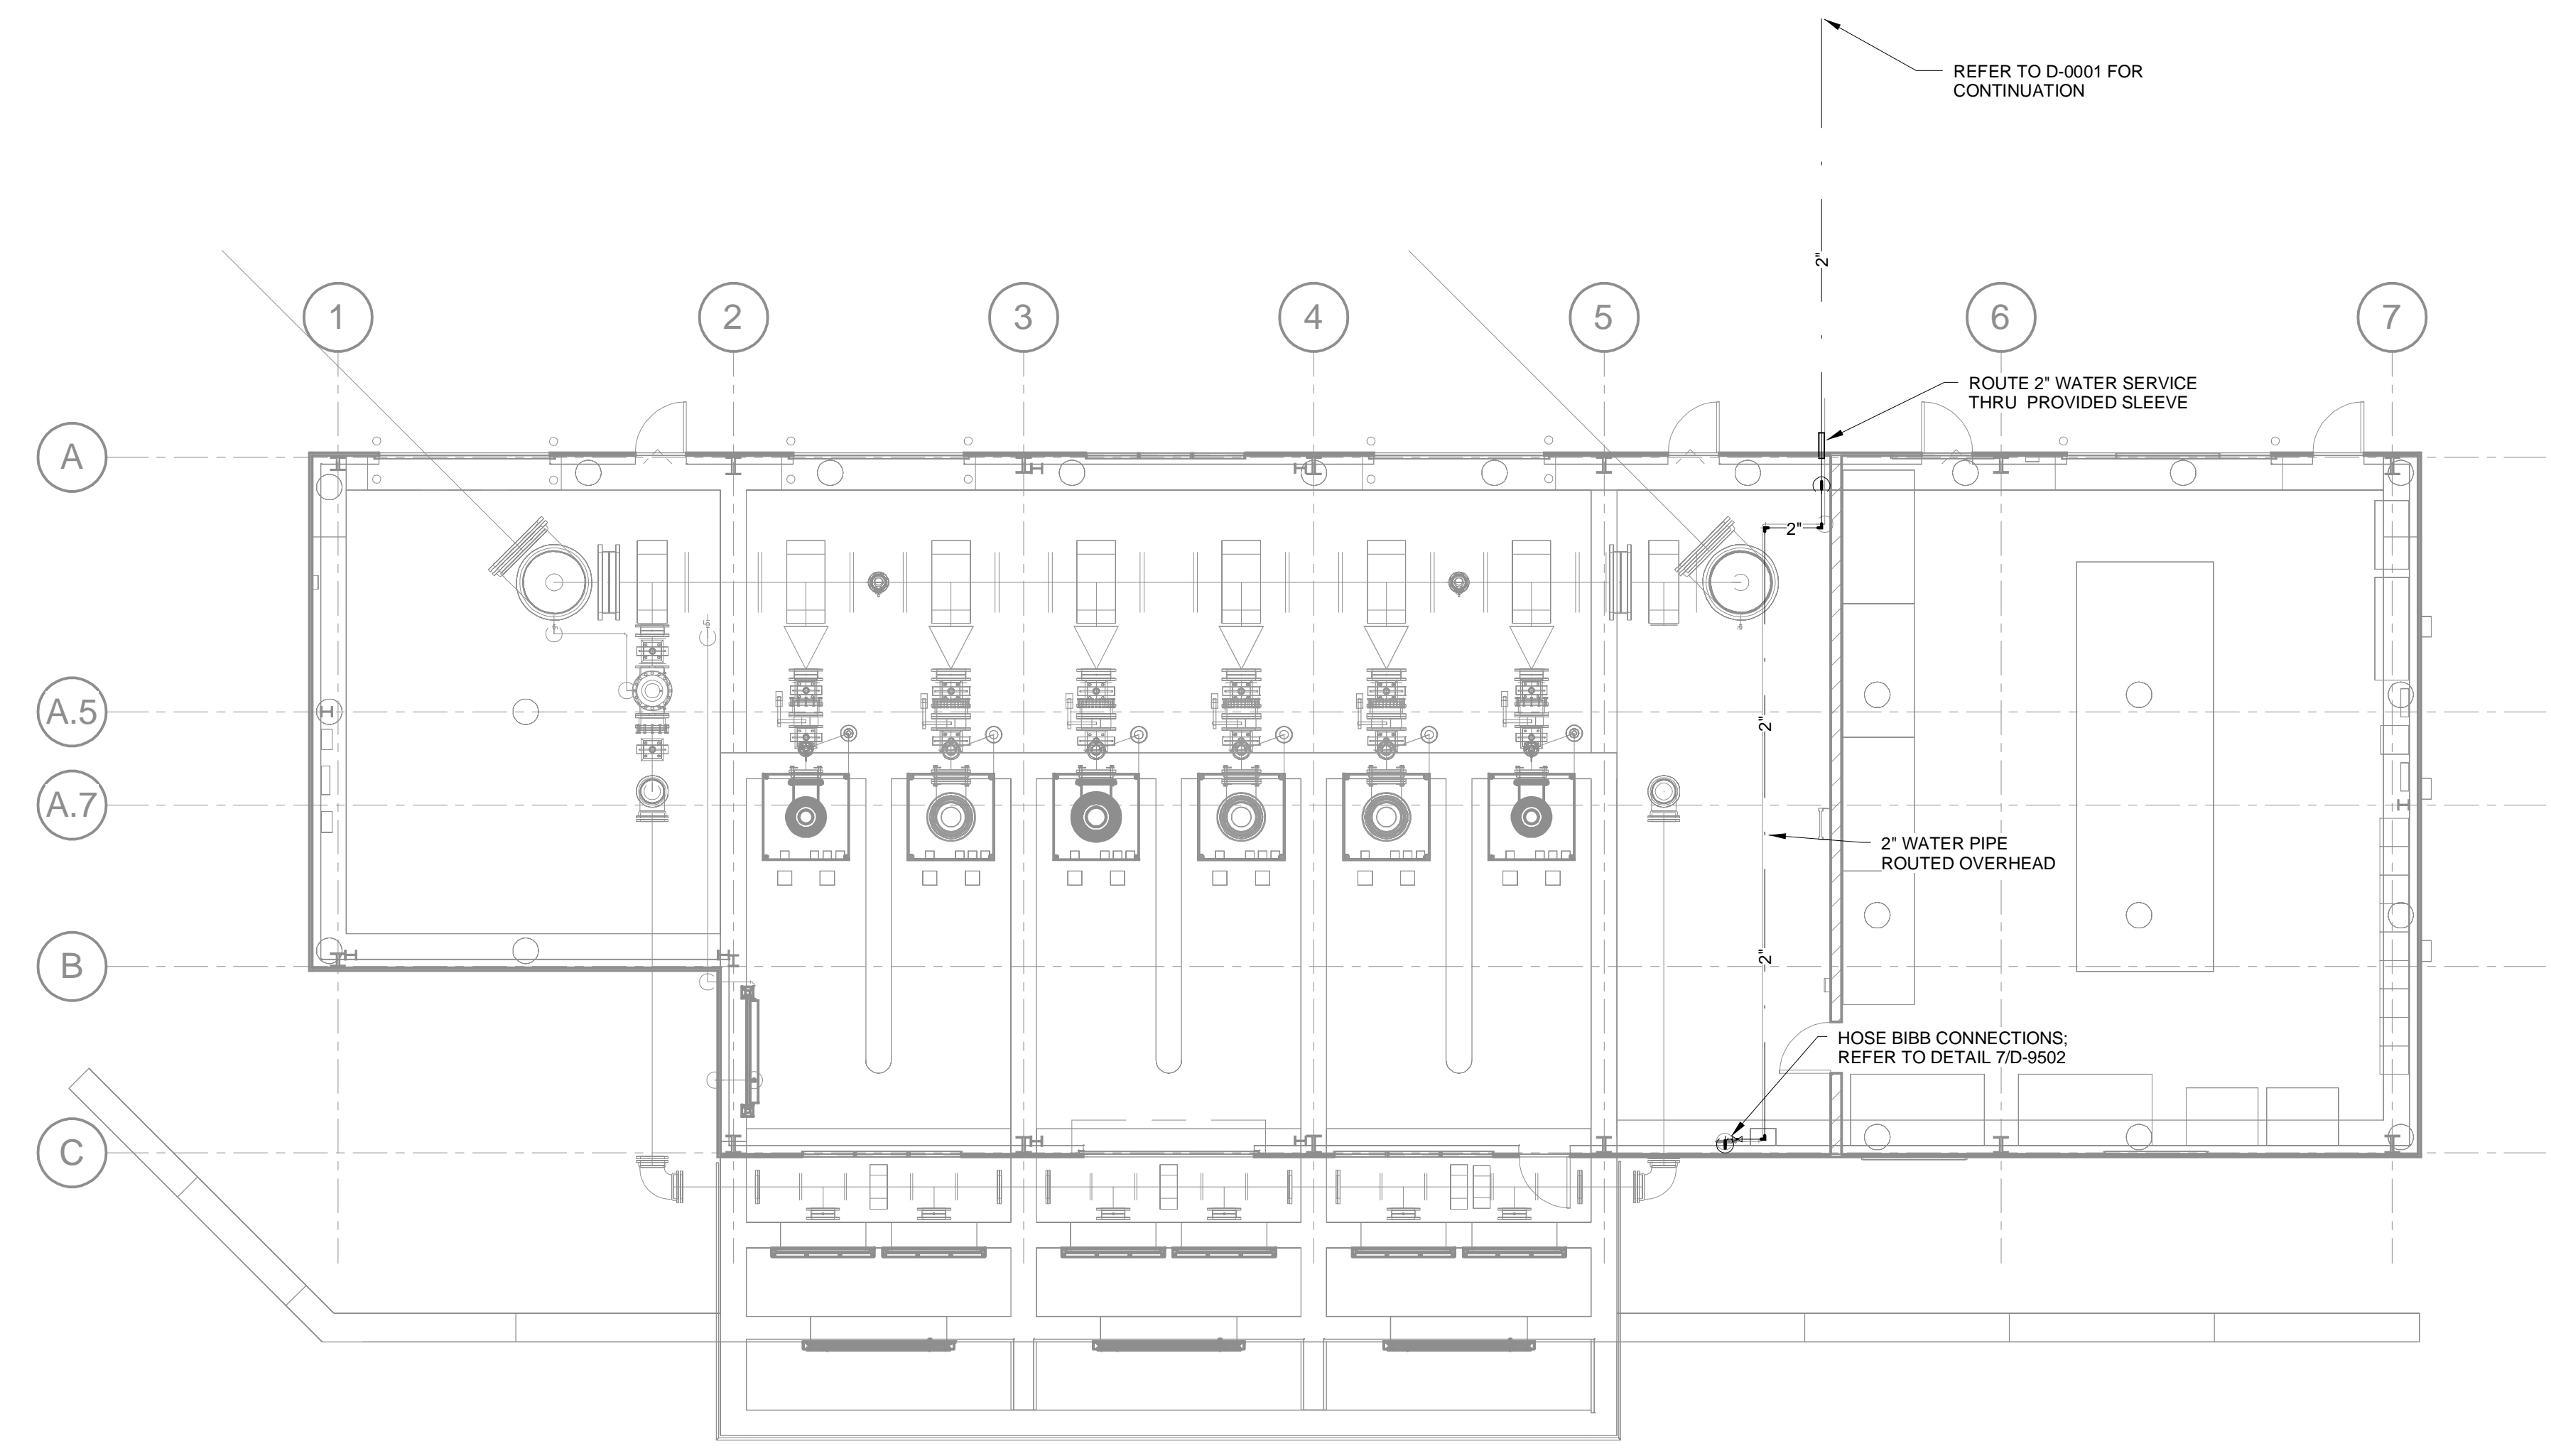 REFER TO D-0001 FOR
CONTINUATION
2"
1
2
3
4
5
6
7
ROUTE 2" WATER SERVICE
THRU PROVIDED SLEEVE
A
2"
A.5
2"
A.7
2" WATER PIPE
ROUTED OVERHEAD
B
2"
HOSE BIBB CONNECTIONS;
REFER TO DETAIL 7/D-9502
C